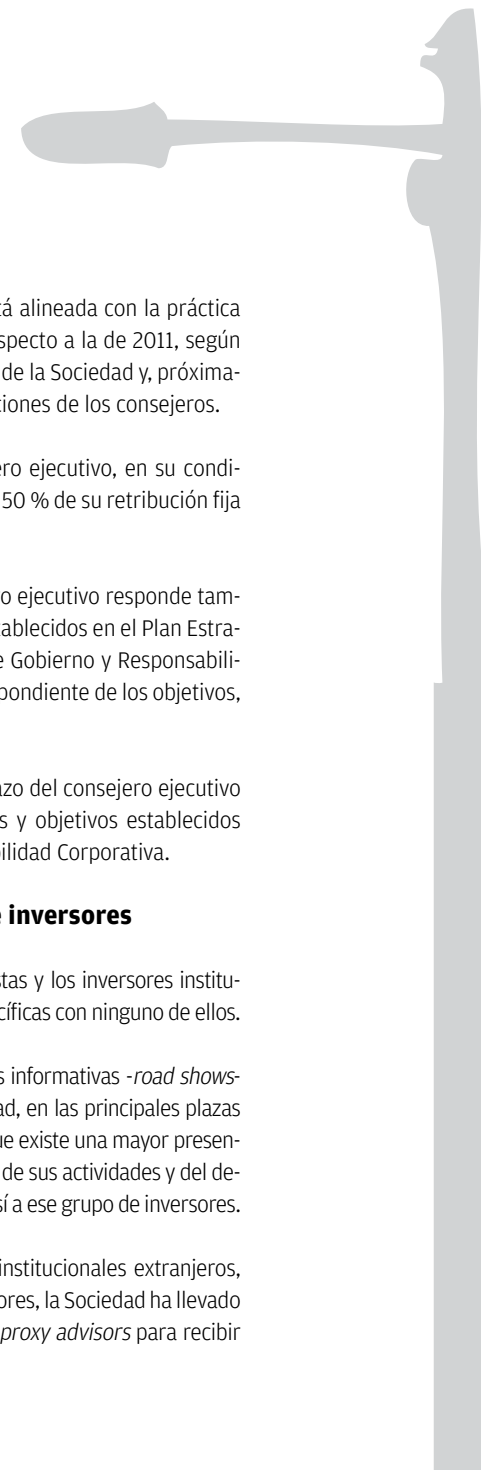 tá alineada con la práctica
specto a la de 2011, según
de la Sociedad y, próxima-
ciones de los consejeros.
ero ejecutivo, en su condi-
50 % de su retribución fija
o ejecutivo responde tam-
tablecidos en el Plan Estra-
e Gobierno y Responsabili-
pondiente de los objetivos,
azo del consejero ejecutivo
s y objetivos establecidos
bilidad Corporativa.
e inversores
stas y los inversores institu-
cíficas con ninguno de ellos.
s informativas -road shows-
ad, en las principales plazas
ue existe una mayor presen-
de sus actividades y del de-
sí a ese grupo de inversores.
institucionales extranjeros,
ores, la Sociedad ha llevado
proxy advisors para recibir